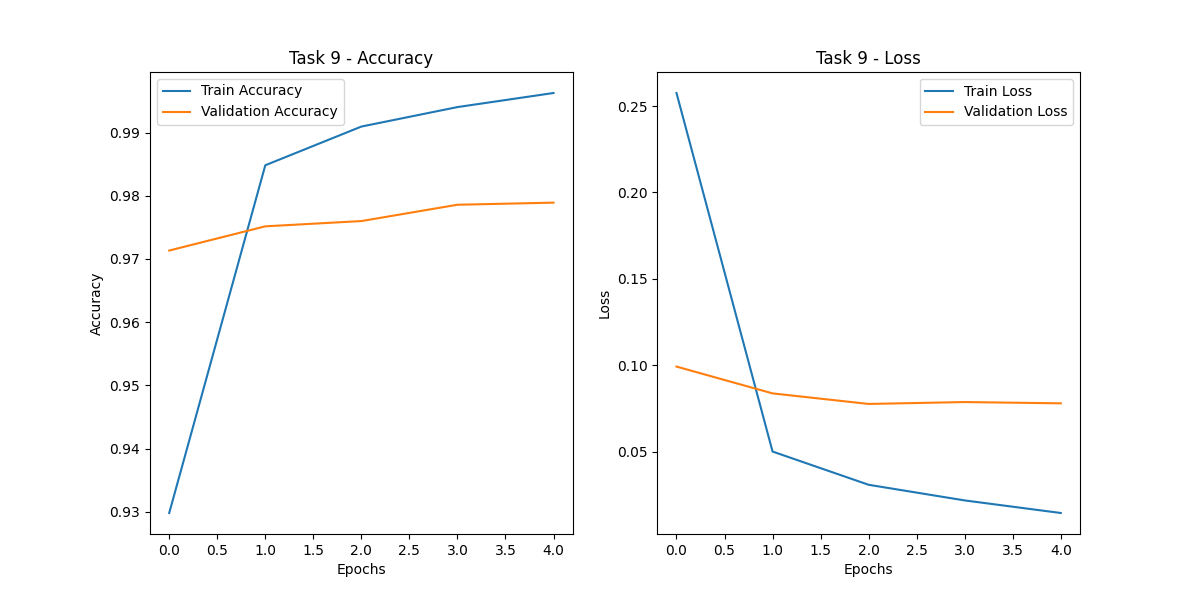 Task 9 - Accuracy
Train Accuracy
Validation Accuracy
Accuracy
0.99
0.98
0.97
0.96
0.95
0.94
0.93
0.0 0.5 1.0 1.5 2.0 2.5 3.0 3.5 4.0
Epochs
Task 9 - Loss
Train Loss
Validation Loss
Loss
0.25
0.20
0.15
0.10
0.05
0.0 0.5 1.0 1.5 2.0 2.5 3.0 3.5 4.0
Epochs